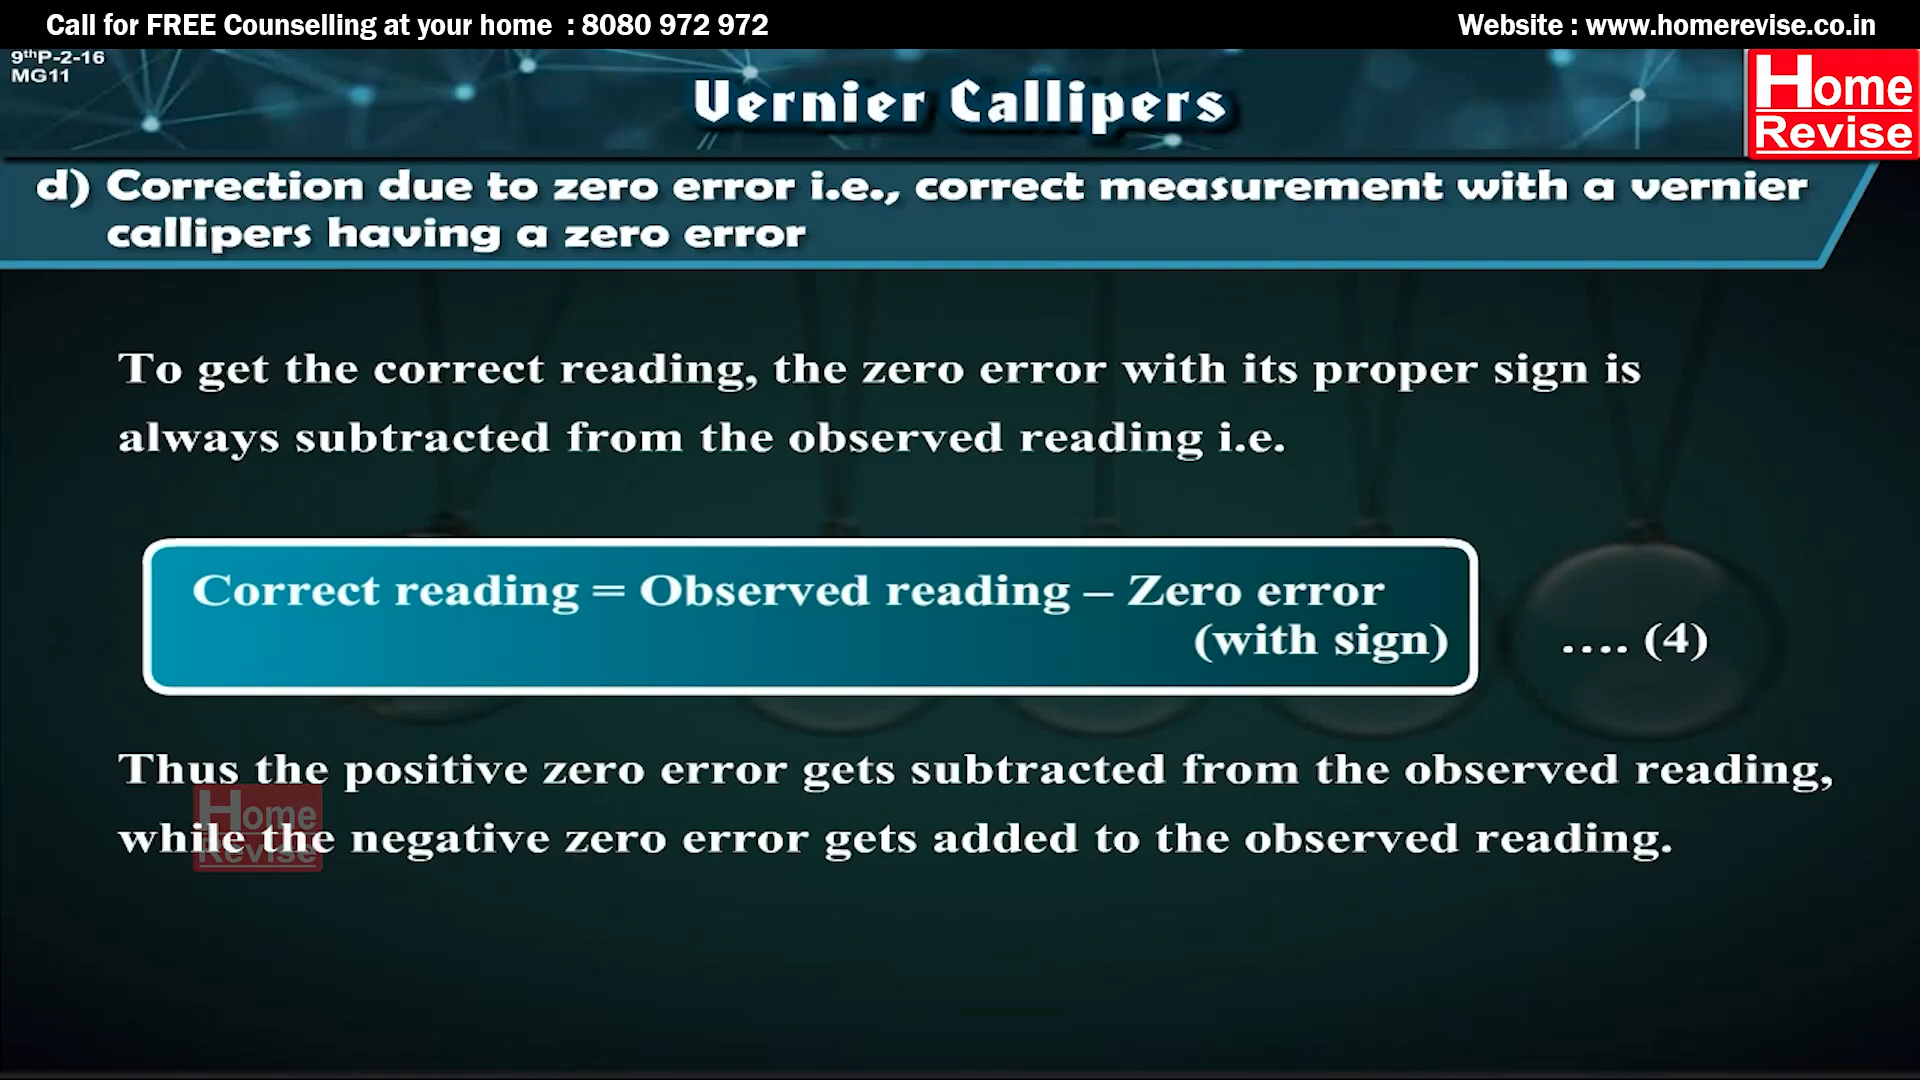 Call for FREE Counselling at your home : 8080 972 972
Website : www.homerevise.co.in
9thP-2-16
MG11
Vernier Callipers
Home
Revise
d) Correction due to zero error i.e., correct measurement with a vernier
callipers having a zero error
To get the correct reading, the zero error with its proper sign is
always subtracted from the observed reading i.e.
Correct reading = Observed reading – Zero error
(with sign)
.... (4)
Thus the positive zero error gets subtracted from the observed reading,
while the negative zero error gets added to the observed reading.
Home
Revise